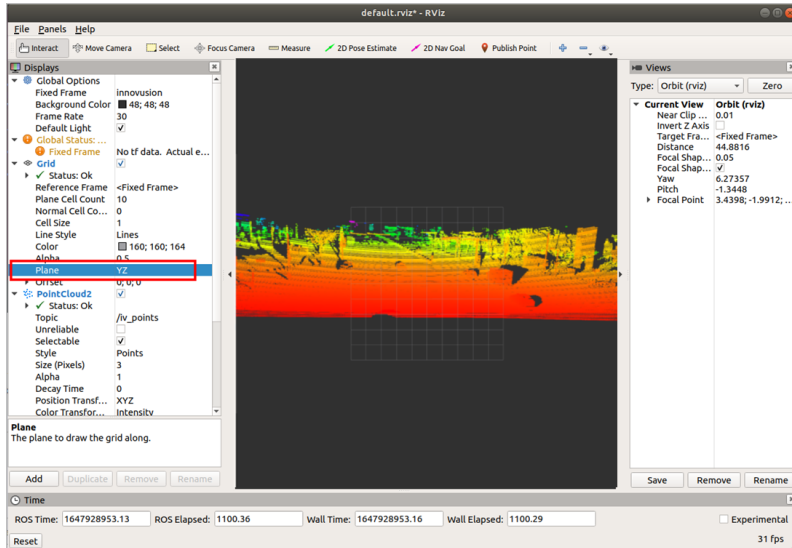 default.rviz* - RViz
File Panels Help
Interact Move Camera Select Focus Camera Measure 2D Pose Estimate 2D Nav Goal Publish Point
Displays
Global Options
Fixed Frame innovusion
Background Color 48; 48; 48
Frame Rate 30
Default Light
Global Status: ...
Fixed Frame No tf data. Actual e...
Grid
Status: Ok
Reference Frame <Fixed Frame>
Plane Cell Count 10
Normal Cell Co... 0
Cell Size 1
Line Style Lines
Color 160; 160; 164
Alpha 0.5
Plane YZ
Offset 0; 0; 0
PointCloud2
Status: Ok
Topic /iv_points
Unreliable
Selectable
Style Points
Size (Pixels) 3
Alpha 1
Decay Time 0
Position Transf... XYZ
Color Transfor... Intensity
Plane
The plane to draw the grid along.
Add Duplicate Remove Rename
Views
Type: Orbit (rviz) Zero
Current View Orbit (rviz)
Near Clip ... 0.01
Invert Z Axis
Target Fra... <Fixed Frame>
Distance 44.8816
Focal Shap... 0.05
Focal Shap...
Yaw 6.27357
Pitch -1.3448
Focal Point 3.4398; -1.9912; ...
Save Remove Rename
Time
ROS Time: 1647928953.13 ROS Elapsed: 1100.36 Wall Time: 1647928953.16 Wall Elapsed: 1100.29 Experimental
Reset 31 fps